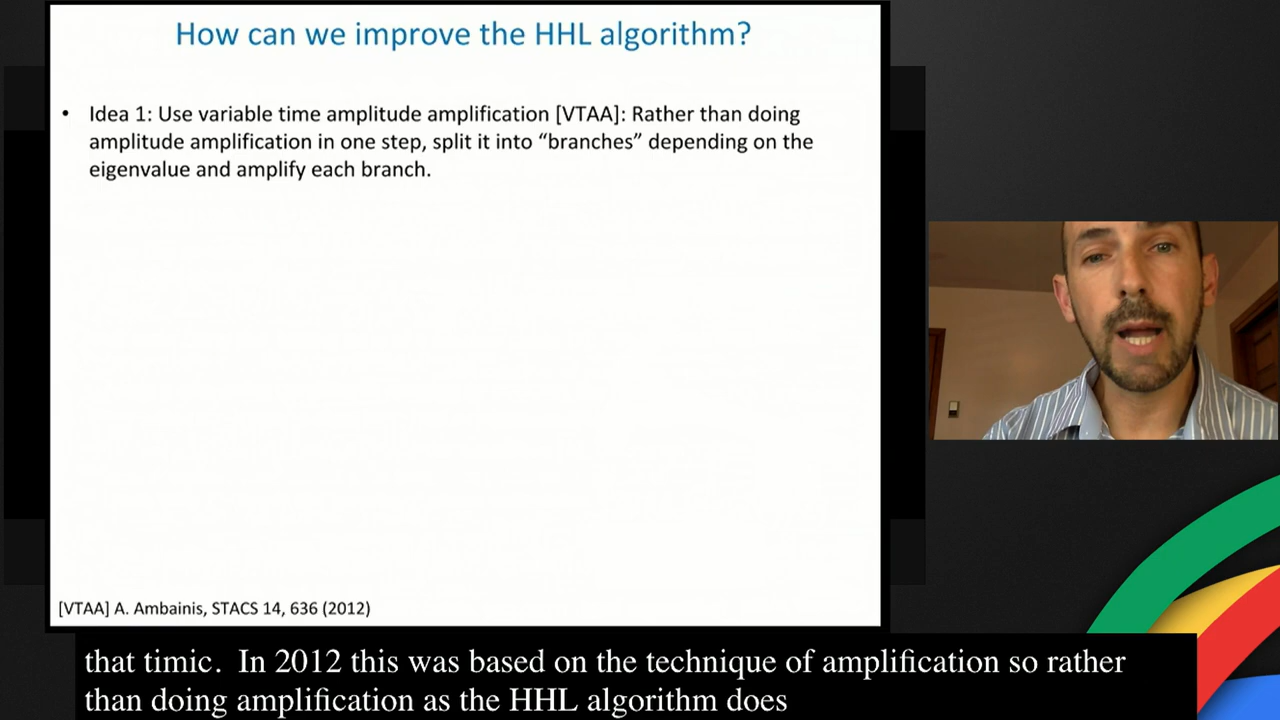 How can we improve the HHL algorithm?
• Idea 1: Use variable time amplitude amplification [VTAA]: Rather than doing
amplitude amplification in one step, split it into “branches” depending on the
eigenvalue and amplify each branch.
[VTAA] A. Ambainis, STACS 14, 636 (2012)
that timic.  In 2012 this was based on the technique of amplification so rather
than doing amplification as the HHL algorithm does